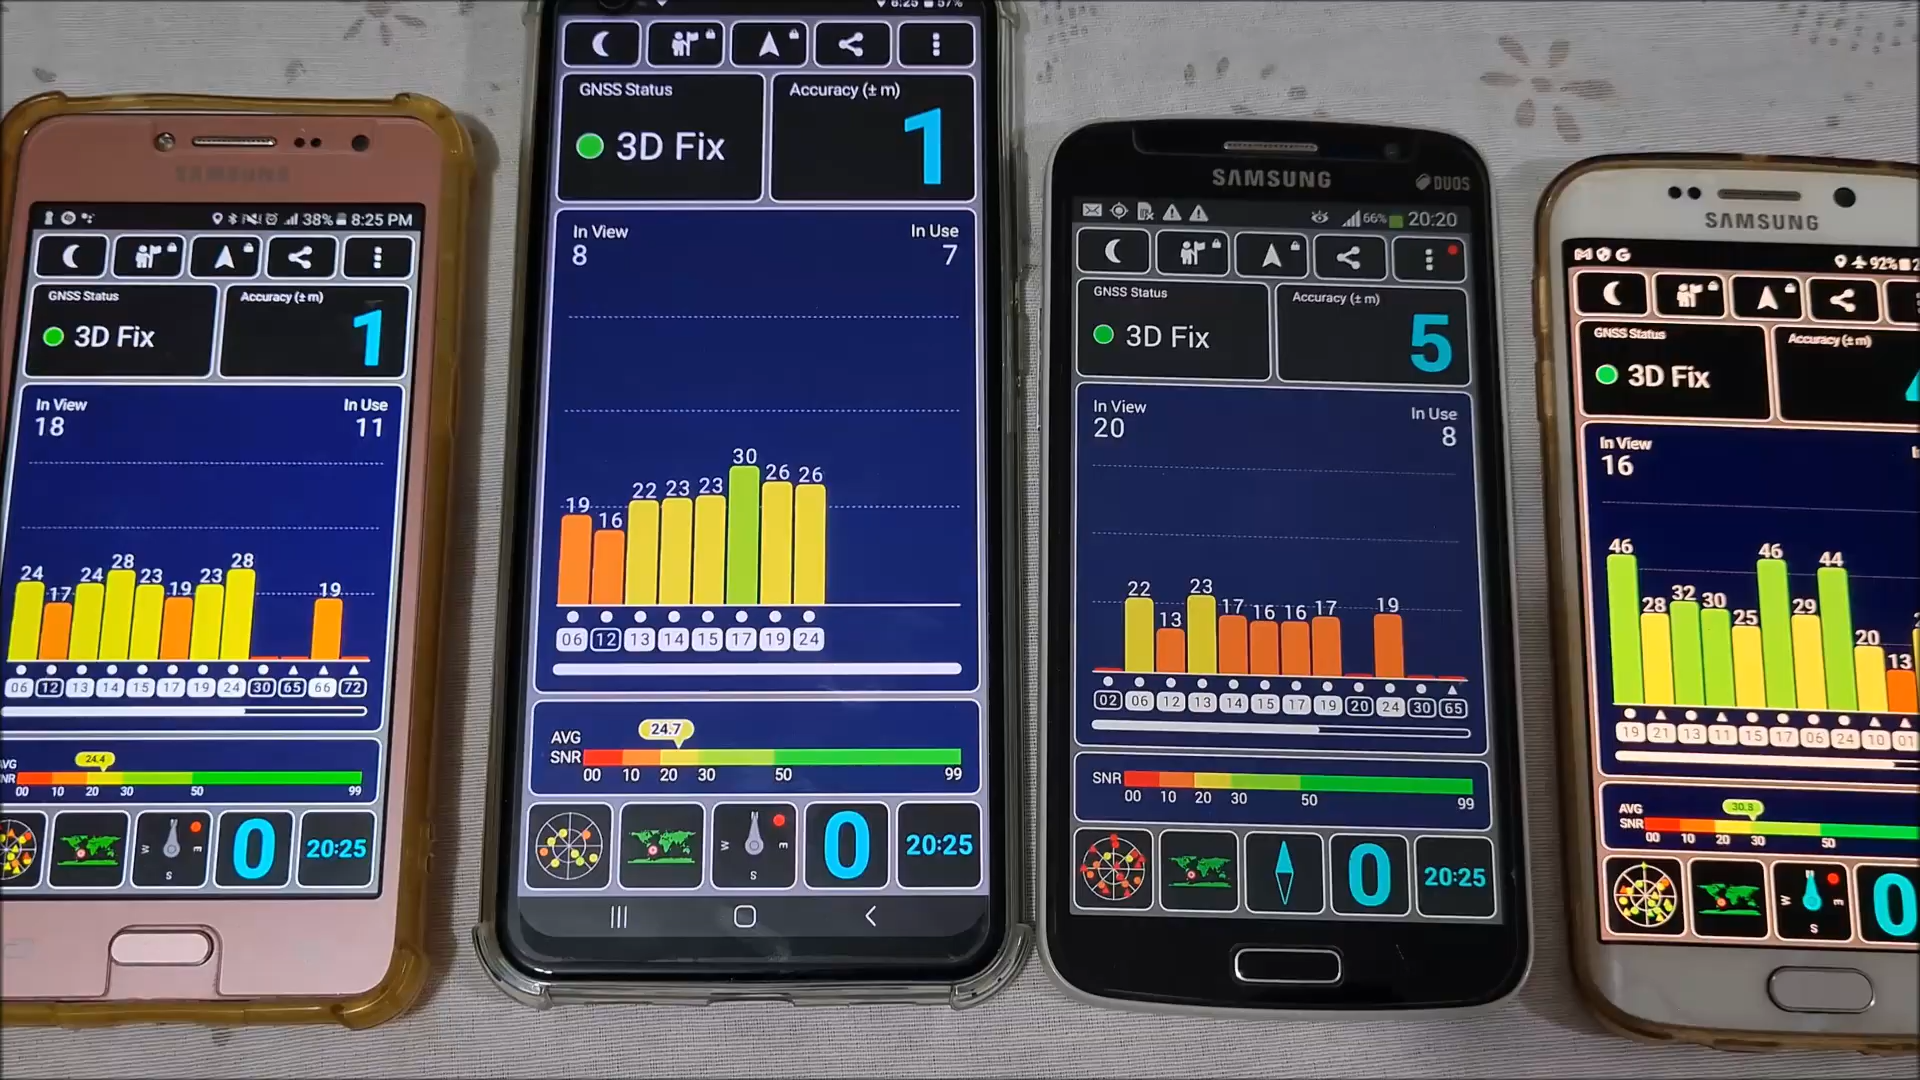 SAMSUNG
38% 8:25 PM
GNSS Status
3D Fix
Accuracy (± m)
1
In View
18
In Use
11
24 17 24 28 23 19 23 28 19
06 12 13 14 15 17 19 24 30 65 66 72
AVG
24.4
00 10 20 30 50 99
0
20:25
S
8:25 57%
GNSS Status
3D Fix
Accuracy (± m)
1
In View
8
In Use
7
19 16 22 23 23 30 26 26
06 12 13 14 15 17 19 24
AVG
SNR
24.7
00 10 20 30 50 99
0
20:25
S
SAMSUNG
DUOS
66% 20:20
GNSS Status
3D Fix
Accuracy (± m)
5
In View
20
In Use
8
22 13 23 17 16 16 17 19
02 06 12 13 14 15 17 19 20 24 30 65
SNR
00 10 20 30 50 99
0
20:25
SAMSUNG
92%
GNSS Status
3D Fix
Accuracy (± m)
In View
16
46 28 32 30 25 46 29 44 20 13
19 21 13 11 15 17 06 24 10 01
AVG
SNR
30.8
00 10 20 30 50
0
S